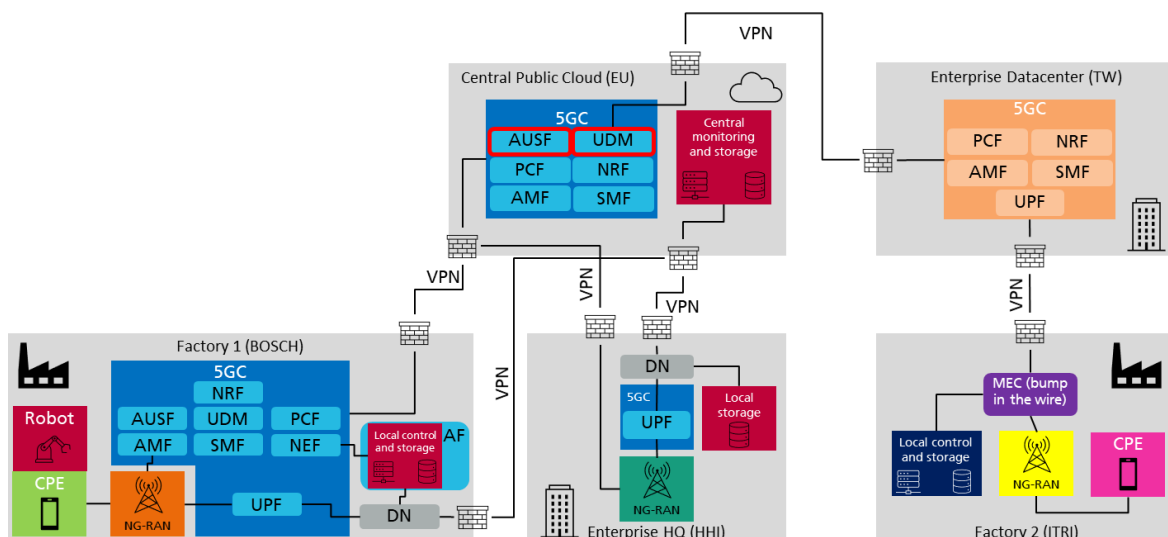 VPN
Central Public Cloud (EU)
5GC
AUSF
UDM
PCF
NRF
AMF
SMF
Central
monitoring
and storage
Enterprise Datacenter (TW)
5GC
PCF
NRF
AMF
SMF
UPF
VPN
VPN
VPN
VPN
VPN
Factory 1 (BOSCH)
5GC
NRF
AUSF
UDM
PCF
AMF
SMF
NEF
Robot
CPE
NG-RAN
UPF
Local control
and storage
AF
DN
DN
5GC
UPF
Local
storage
NG-RAN
Enterprise HQ (HHI)
MEC (bump
in the wire)
Local control
and storage
NG-RAN
CPE
Factory 2 (ITRI)